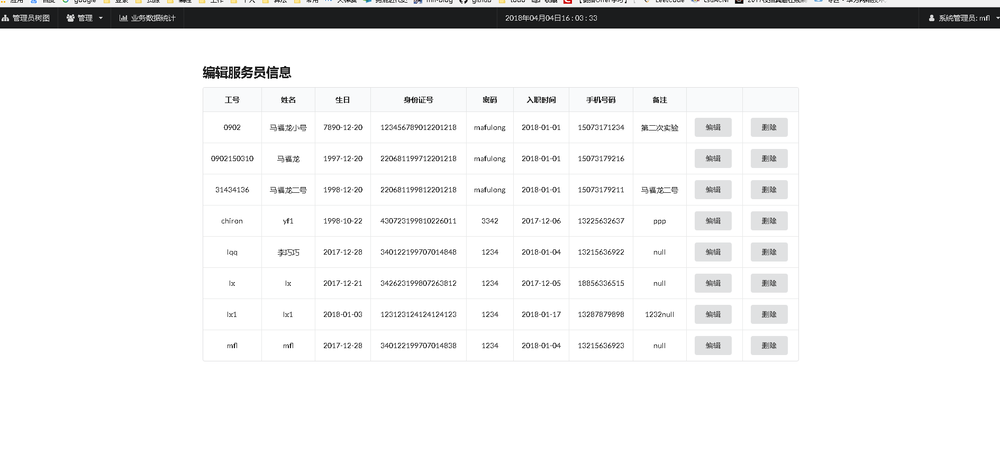 google
mfl-blog
github
todo
LeetCode
csuACM
管理员树图 管理 业务数据统计 2018年04月04日16 : 03 : 33 系统管理员: mfl
编辑服务员信息
工号 姓名 生日 身份证号 密码 入职时间 手机号码 备注
0902 马福龙小号 7890-12-20 123456789012201218 mafulong 2018-01-01 15073171234 第二次实验 编辑 删除
0902150310 马福龙 1997-12-20 220681199712201218 mafulong 2018-01-01 15073179216 编辑 删除
31434136 马福龙二号 1998-12-20 220681199812201218 mafulong 2018-01-01 15073179211 马福龙二号 编辑 删除
chiron yf1 1998-10-22 430723199810226011 3342 2017-12-06 13225632637 ppp 编辑 删除
lqq 李巧巧 2017-12-28 340122199707014848 1234 2018-01-04 13215636922 null 编辑 删除
lx lx 2017-12-21 342623199807263812 1234 2017-12-05 18856336515 null 编辑 删除
lx1 lx1 2018-01-03 123123124124124123 1234 2018-01-17 13287879898 1232null 编辑 删除
mfl mfl 2017-12-28 340122199707014838 1234 2018-01-04 13215636923 null 编辑 删除